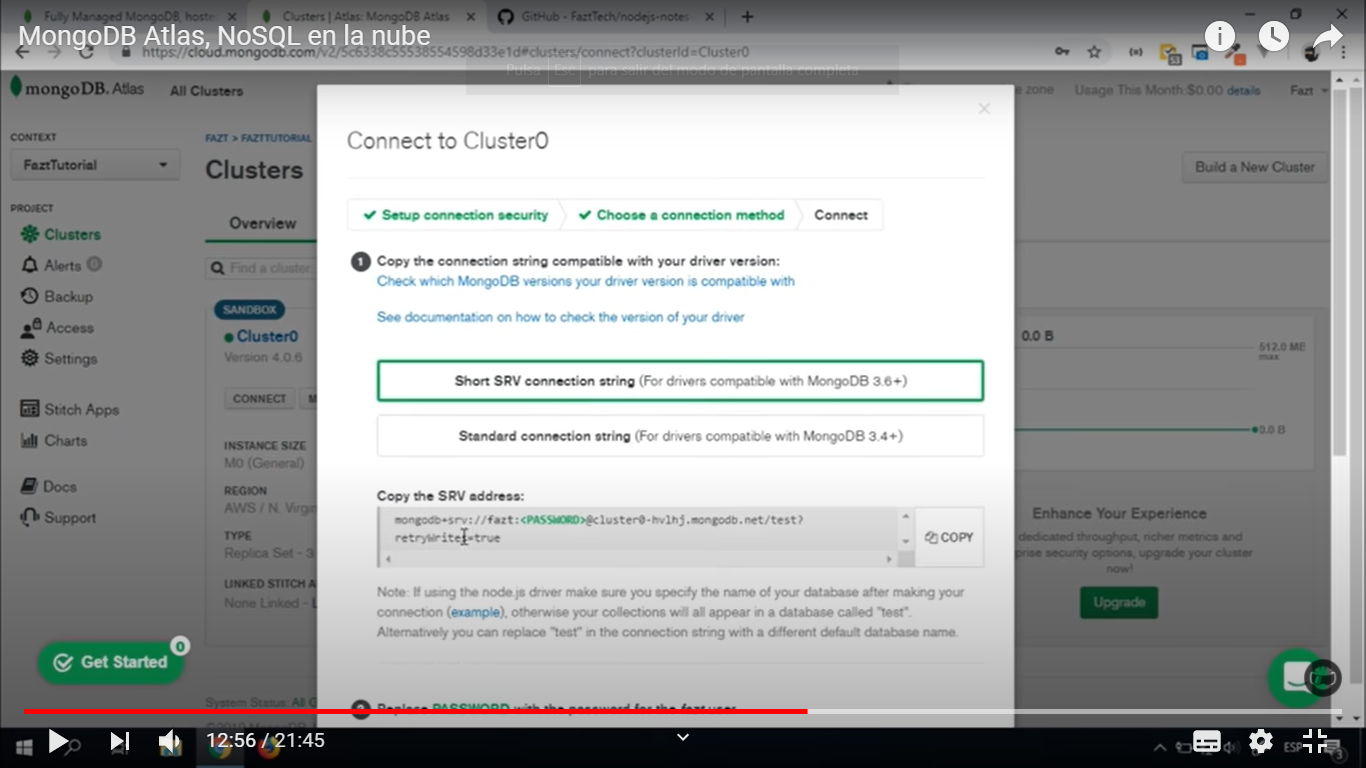 Fully Managed MongoDB, hoste
Clusters | Atlas: MongoDB Atlas
GitHub - FaztTech/nodejs-notes
MongoDB Atlas, NoSQL en la nube
https://cloud.mongodb.com/v2/5c6338c55538554598d33e1d#clusters/connect?clusterId=Cluster0
Pulsa Esc para salir del modo de pantalla completa
mongoDB. Atlas
All Clusters
e zone
Usage This Month:$0.00 details
Fazt
CONTEXT
FaztTutorial
PROJECT
Clusters
Alerts 0
Backup
Access
Settings
Stitch Apps
Charts
Docs
Support
Get Started
0
FAZT > FAZTTUTORIAL
Clusters
Build a New Cluster
Overview
Find a cluster
SANDBOX
Cluster0
Version 4.0.6
CONNECT
M
INSTANCE SIZE
M0 (General)
REGION
AWS / N. Virgin
TYPE
Replica Set - 3
LINKED STITCH A
None Linked - L
System Status: All G
Connect to Cluster0
Setup connection security
Choose a connection method
Connect
1 Copy the connection string compatible with your driver version:
Check which MongoDB versions your driver version is compatible with
See documentation on how to check the version of your driver
Short SRV connection string (For drivers compatible with MongoDB 3.6+)
Standard connection string (For drivers compatible with MongoDB 3.4+)
Copy the SRV address:
mongodb+srv://fazt:<PASSWORD>@cluster0-hvlhj.mongodb.net/test?
retryWrites=true
COPY
Note: If using the node.js driver make sure you specify the name of your database after making your
connection (example), otherwise your collections will all appear in a database called "test".
Alternatively you can replace "test" in the connection string with a different default database name.
2 Replace PASSWORD with the password for the fazt user
0.0 B
512.0 MB
max
0.0 B
Enhance Your Experience
dedicated throughput, richer metrics and
prise security options, upgrade your cluster
now!
Upgrade
12:56 / 21:45
ESP
3